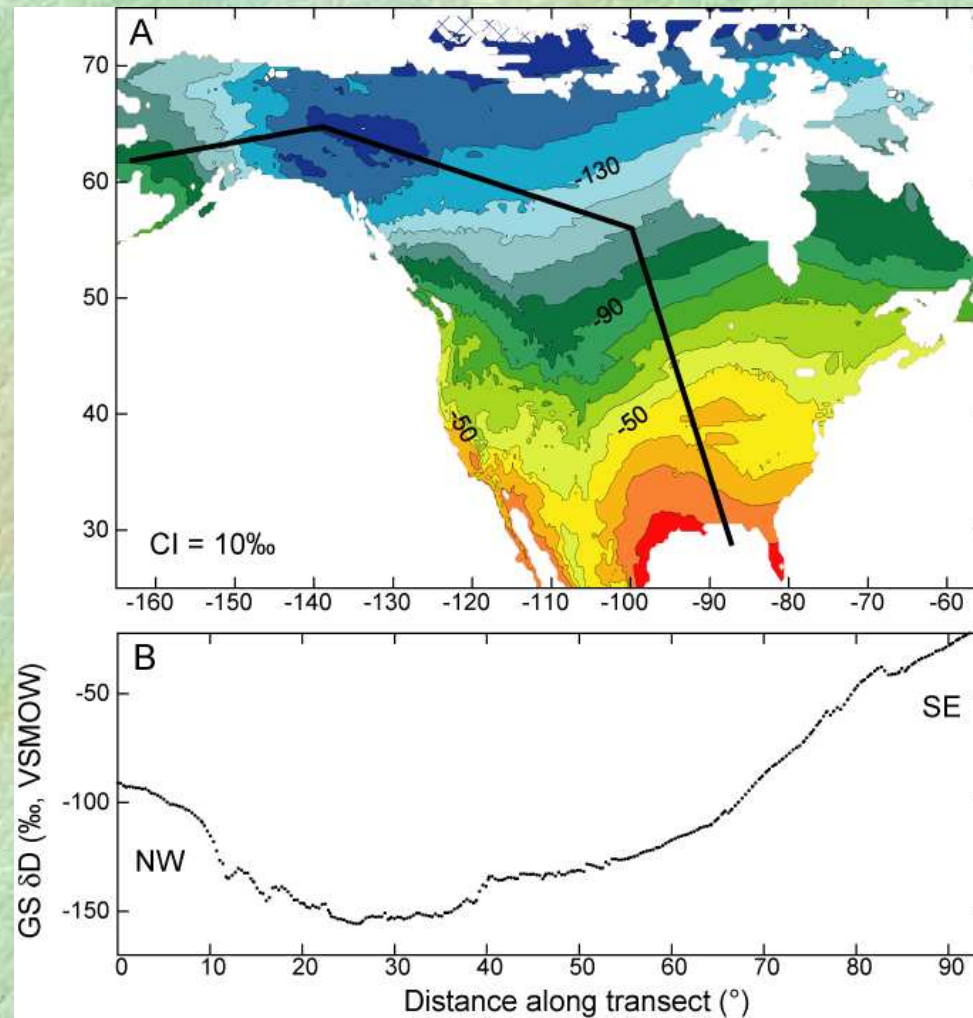 A
70
60
50
40
30
-130
-90
-50
-50
CI = 10‰
-160 -150 -140 -130 -120 -110 -100 -90 -80 -70 -60
B
GS δD (‰, VSMOW)
-50
-100
-150
NW
SE
0 10 20 30 40 50 60 70 80 90
Distance along transect (°)